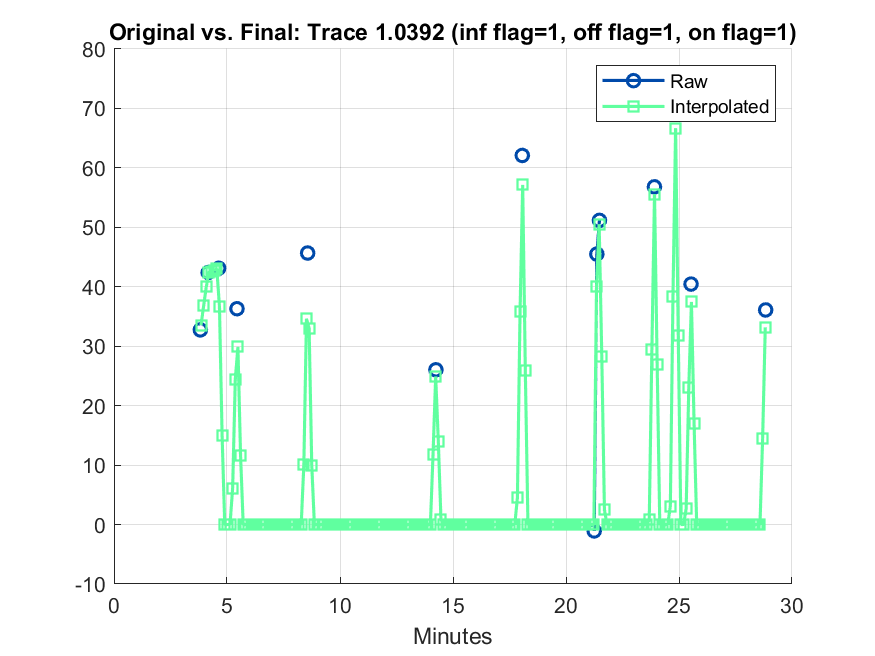 Original vs. Final: Trace 1.0392 (inf flag=1, off flag=1, on flag=1)
80
70
60
50
40
30
20
10
0
-10
Raw
Interpolated
0 5 10 15 20 25 30
Minutes